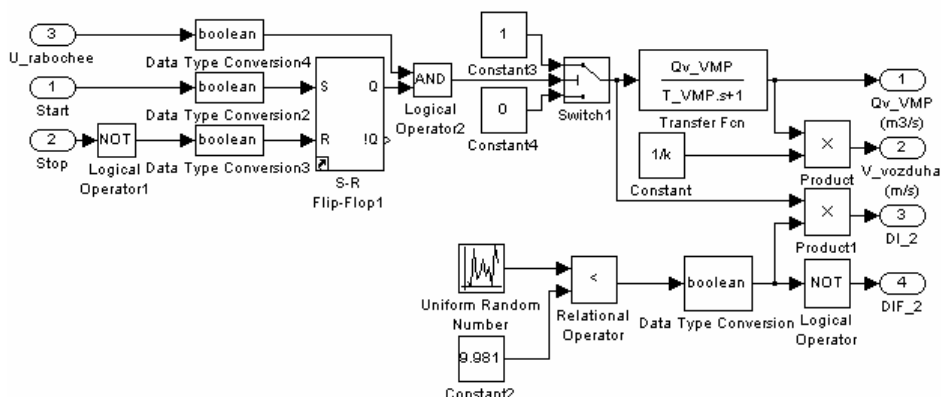 3
U_rabochee
boolean
Data Type Conversion4
1
Start
boolean
Data Type Conversion2
2
Stop
NOT
Logical
Operator1
boolean
Data Type Conversion3
S
R
Q
!Q
S-R
Flip-Flop1
AND
Logical
Operator2
1
Constant3
0
Constant4
Switch1
Qv_VMP
T_VMP.s+1
Transfer Fcn
1/k
Constant
×
Product
1
Qv_VMP
(m3/s)
2
V_vozduha
(m/s)
×
Product1
3
DI_2
Uniform Random
Number
9.981
Constant2
<
Relational
Operator
boolean
Data Type Conversion
NOT
Logical
Operator
4
DIF_2